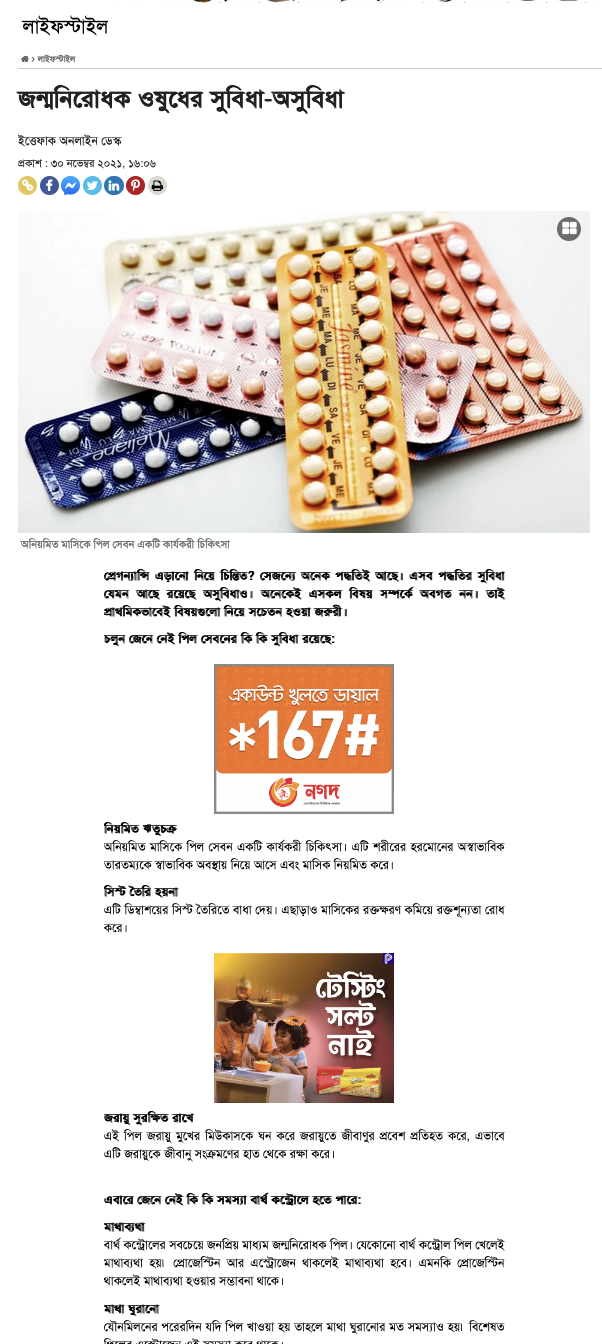 লাইফস্টাইল
লাইফস্টাইল
জন্মনিরোধক ওষুধের সুবিধা-অসুবিধা
ইত্তেফাক অনলাইন ডেস্ক
প্রকাশ : ৩০ নভেম্বর ২০২১, ১৬:০৬
অনিয়মিত মাসিকে পিল সেবন একটি কার্যকরী চিকিৎসা
প্রেগন্যান্সি এড়ানো নিয়ে চিন্তিত? সেজন্যে অনেক পদ্ধতিই আছে। এসব পদ্ধতির সুবিধা
যেমন আছে রয়েছে অসুবিধাও। অনেকেই এসকল বিষয় সম্পর্কে অবগত নন। তাই
প্রাথমিকভাবেই বিষয়গুলো নিয়ে সচেতন হওয়া জরুরী।
চলুন জেনে নেই পিল সেবনের কি কি সুবিধা রয়েছে:
একাউন্ট খুলতে ডায়াল
*167#
নগদ
নিয়মিত ঋতুচক্র
অনিয়মিত মাসিকে পিল সেবন একটি কার্যকরী চিকিৎসা। এটি শরীরের হরমোনের অস্বাভাবিক
তারতম্যকে স্বাভাবিক অবস্থায় নিয়ে আসে এবং মাসিক নিয়মিত করে।
সিস্ট তৈরি হয়না
এটি ডিম্বাশয়ের সিস্ট তৈরিতে বাধা দেয়। এছাড়াও মাসিকের রক্তক্ষরণ কমিয়ে রক্তশূন্যতা রোধ
করে।
টেস্টিং
সল্ট
নাই
জরায়ু সুরক্ষিত রাখে
এই পিল জরায়ু মুখের মিউকাসকে ঘন করে জরায়ুতে জীবাণুর প্রবেশ প্রতিহত করে, এভাবে
এটি জরায়ুকে জীবানু সংক্রমণের হাত থেকে রক্ষা করে।
এবারে জেনে নেই কি কি সমস্যা বার্থ কন্ট্রোলে হতে পারে:
মাথাব্যথা
বার্থ কন্ট্রোলের সবচেয়ে জনপ্রিয় মাধ্যম জন্মনিরোধক পিল। যেকোনো বার্থ কন্ট্রোল পিল খেলেই
মাথাব্যথা হয়৷ প্রোজেস্টিন আর এস্ট্রোজেন থাকলেই মাথাব্যথা হবে। এমনকি প্রোজেস্টিন
থাকলেই মাথাব্যথা হওয়ার সম্ভাবনা থাকে।
মাথা ঘুরানো
যৌনমিলনের পরেরদিন যদি পিল খাওয়া হয় তাহলে মাথা ঘুরানোর মত সমস্যাও হয়৷ বিশেষত